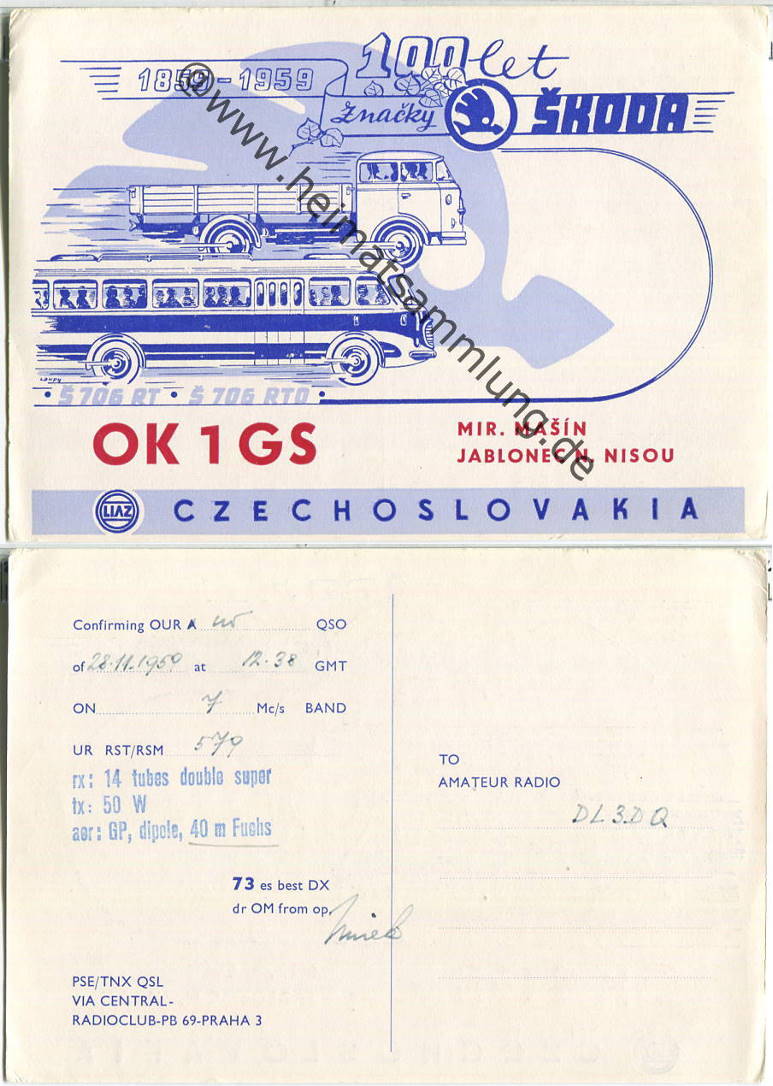 100 let
1859-1959
značky
ŠKODA
Š 706 RT • Š 706 RTO •
OK 1 GS
MIR. MAŠÍN
JABLONEC N. NISOU
LIAZ
CZECHOSLOVAKIA
@www.heimatsammlung.de
Confirming OUR QSO
of 28.11.1959 at 12.38 GMT
ON 7 Mc/s BAND
UR RST/RSM 579
rx: 14 tubes double super
tx: 50 W
aer: GP, dipole, 40 m Fuchs
73 es best DX
dr OM from op.
Mirek
PSE/TNX QSL
VIA CENTRAL-
RADIOCLUB-PB 69-PRAHA 3
TO
AMATEUR RADIO
DL3DQ